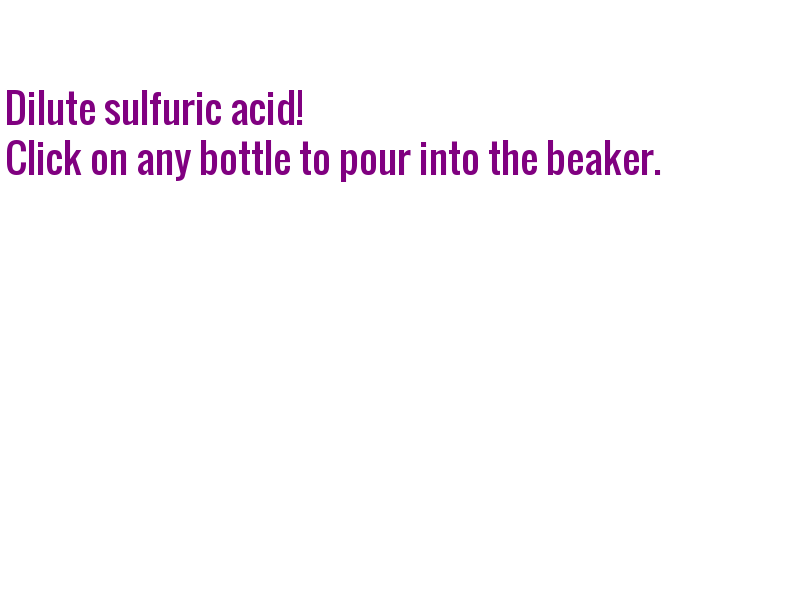 Dilute sulfuric acid!
Click on any bottle to pour into the beaker.